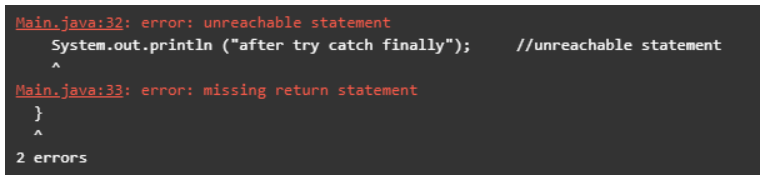 Main.java:32: error: unreachable statement
System.out.println ("after try catch finally"); //unreachable statement
^
Main.java:33: error: missing return statement
}
^
2 errors